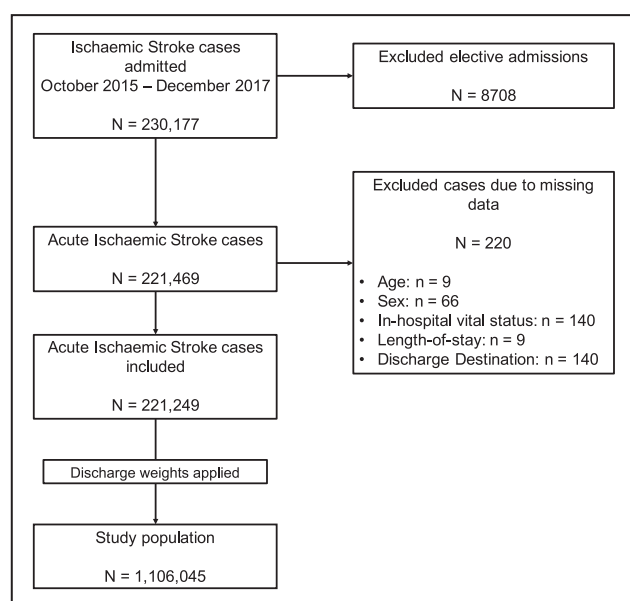 Ischaemic Stroke cases
admitted
October 2015 – December 2017
N = 230,177
Excluded elective admissions
N = 8708
Acute Ischaemic Stroke cases
N = 221,469
Excluded cases due to missing
data
N = 220
• Age: n = 9
• Sex: n = 66
• In-hospital vital status: n = 140
• Length-of-stay: n = 9
• Discharge Destination: n = 140
Acute Ischaemic Stroke cases
included
N = 221,249
Discharge weights applied
Study population
N = 1,106,045